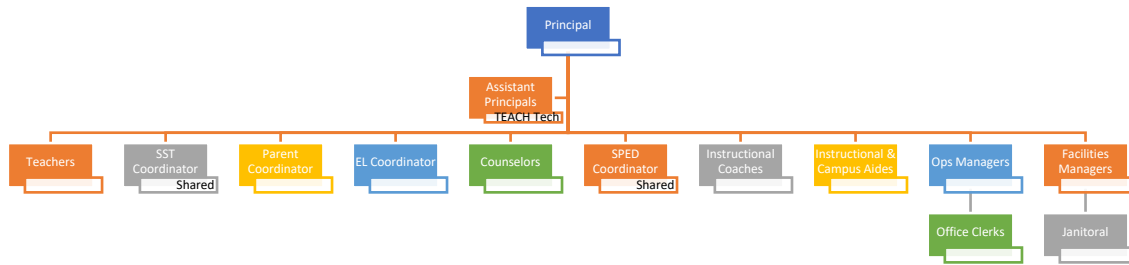 Principal
Assistant
Principals
TEACH Tech
Teachers
SST
Coordinator
Shared
Parent
Coordinator
EL Coordinator
Counselors
SPED
Coordinator
Shared
Instructional
Coaches
Instructional &
Campus Aides
Ops Managers
Facilities
Managers
Office Clerks
Janitoral